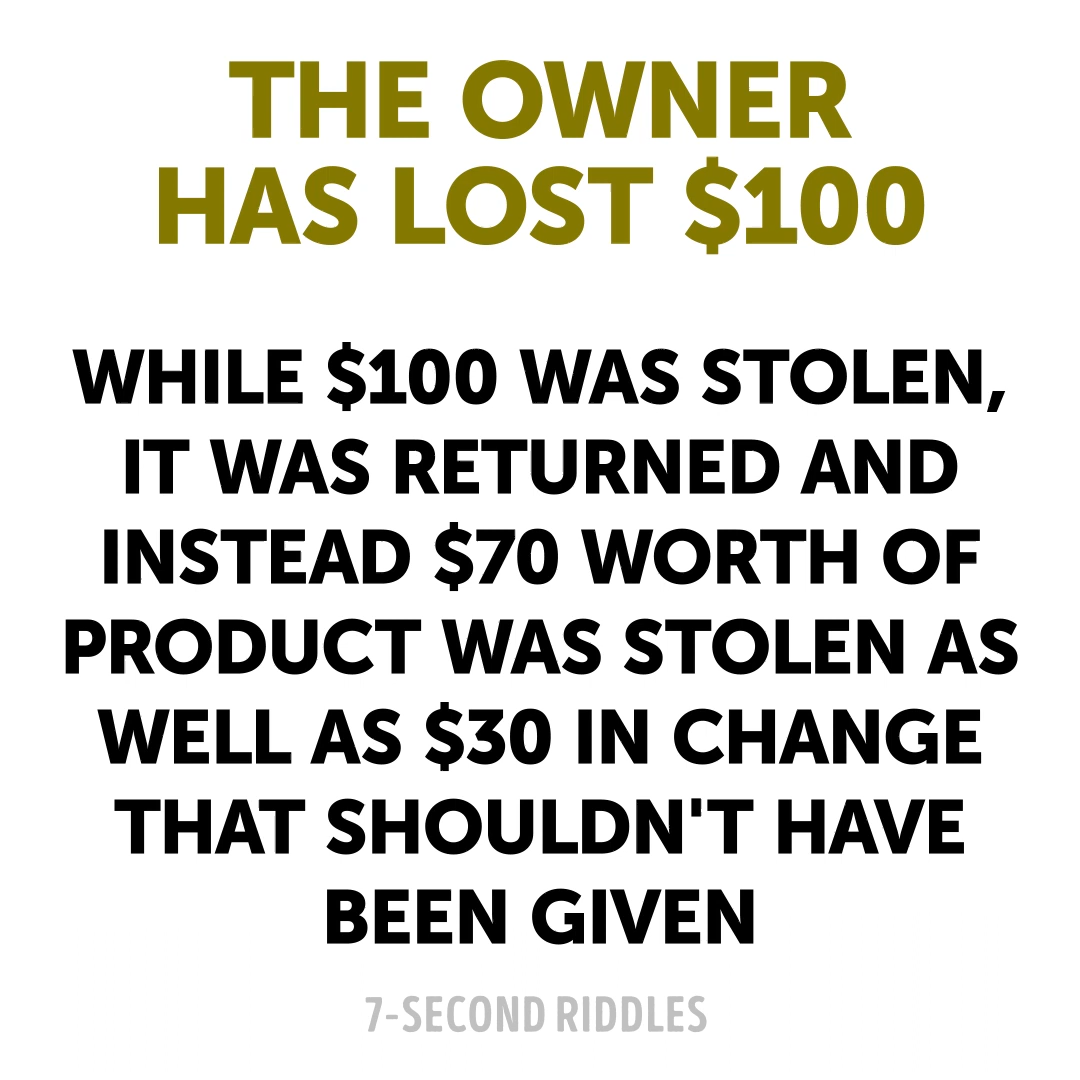 THE OWNER
HAS LOST $100
WHILE $100 WAS STOLEN,
IT WAS RETURNED AND
INSTEAD $70 WORTH OF
PRODUCT WAS STOLEN AS
WELL AS $30 IN CHANGE
THAT SHOULDN'T HAVE
BEEN GIVEN
7-SECOND RIDDLES